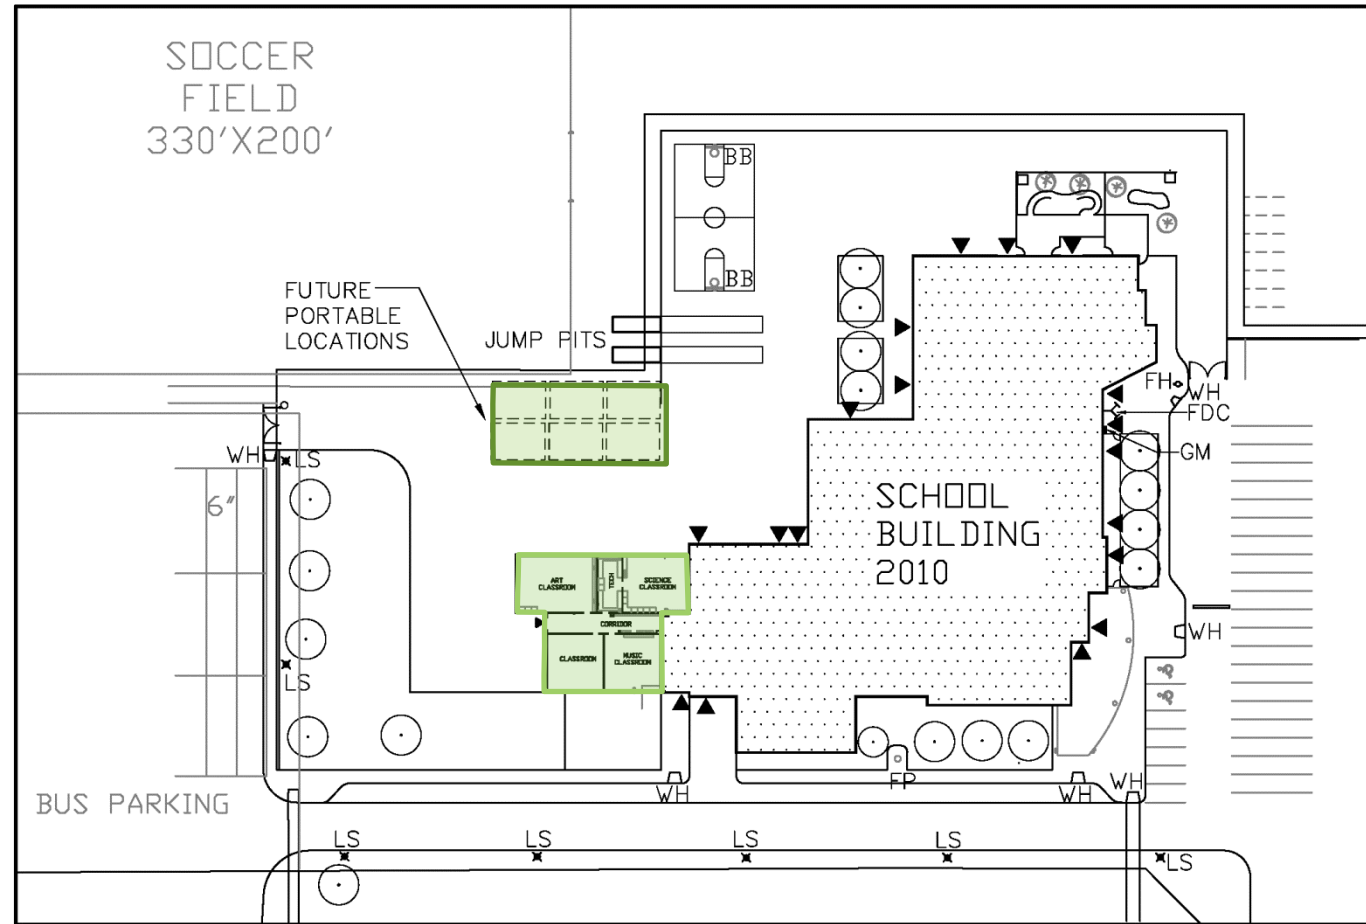 SOCCER
FIELD
330'X200'
BB
BB
FUTURE
PORTABLE
LOCATIONS
JUMP PITS
FH
WH
FDC
GM
WH
LS
6"
SCHOOL
BUILDING
2010
ART
CLASSROOM
TECH
SCIENCE
CLASSROOM
CORRIDOR
CLASSROOM
MUSIC
CLASSROOM
WH
LS
FP
WH
WH
WH
BUS PARKING
LS
LS
LS
LS
LS